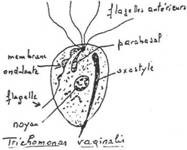 flagelles antérieurs
parabasal
membrane
ondulante
axostyle
flagelle
noyau
Trichomonas vaginalis